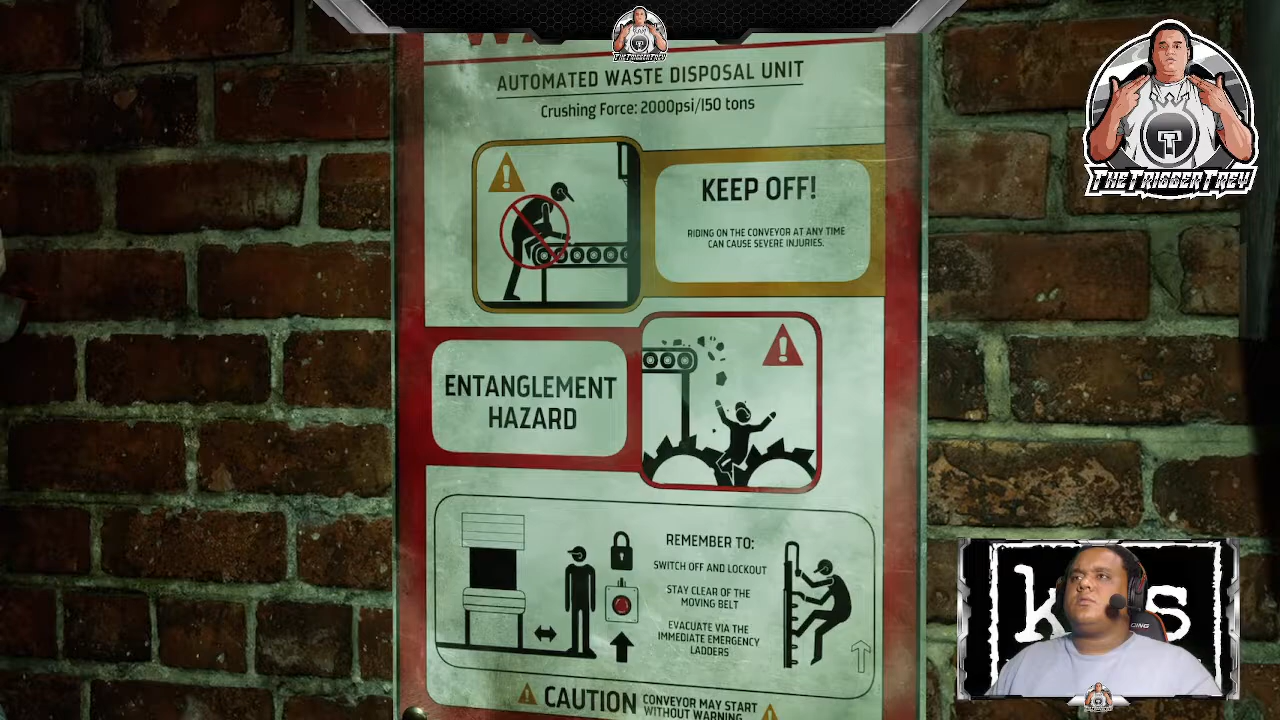 AUTOMATED WASTE DISPOSAL UNIT
Crushing Force: 2000psi/150 tons
KEEP OFF!
RIDING ON THE CONVEYOR AT ANY TIME
CAN CAUSE SEVERE INJURIES.
ENTANGLEMENT
HAZARD
REMEMBER TO:
SWITCH OFF AND LOCKOUT
STAY CLEAR OF THE
MOVING BELT
EVACUATE VIA THE
IMMEDIATE EMERGENCY
LADDERS
CAUTION CONVEYOR MAY START
WITHOUT WARNING
THETRIGGERTREY
T
THETRIGGERTREY